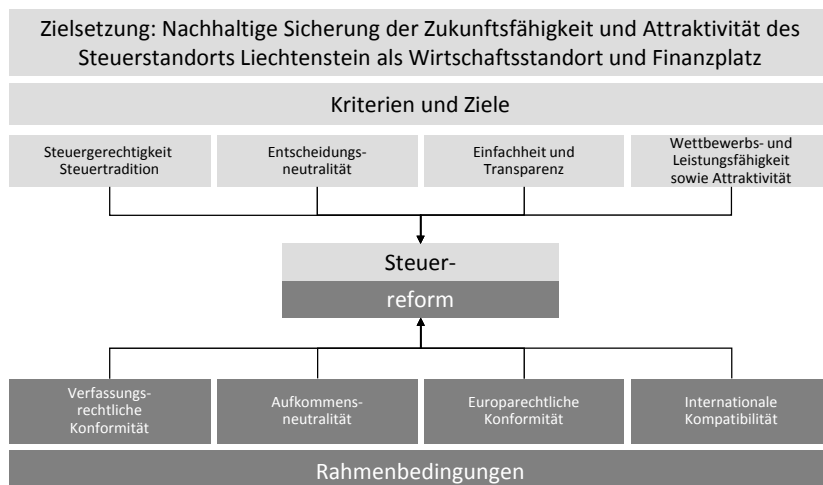 Zielsetzung: Nachhaltige Sicherung der Zukunftsfähigkeit und Attraktivität des
Steuerstandorts Liechtenstein als Wirtschaftsstandort und Finanzplatz
Kriterien und Ziele
Steuergerechtigkeit
Steuertradition
Entscheidungs-
neutralität
Einfachheit und
Transparenz
Wettbewerbs- und
Leistungsfähigkeit
sowie Attraktivität
Steuer-
reform
Verfassungs-
rechtliche
Konformität
Aufkommens-
neutralität
Europarechtliche
Konformität
Internationale
Kompatibilität
Rahmenbedingungen